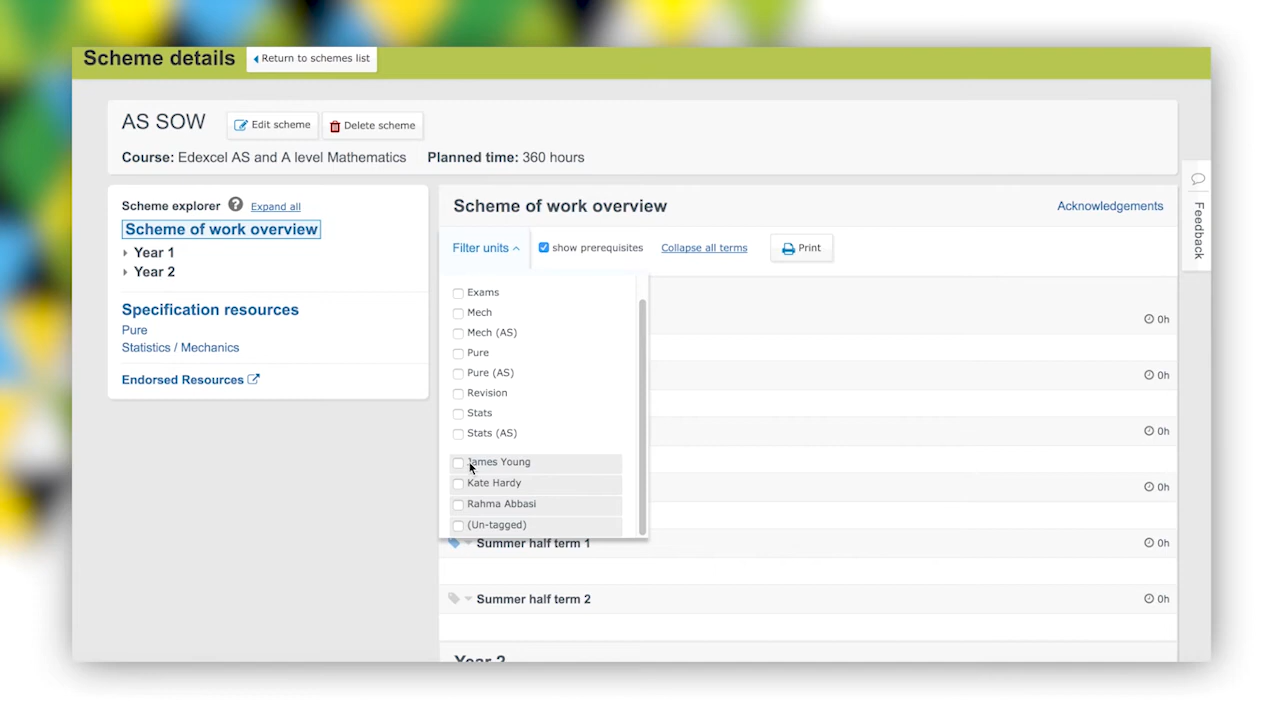 Scheme details
Return to schemes list
AS SOW
Edit scheme
Delete scheme
Course: Edexcel AS and A level Mathematics
Planned time: 360 hours
Scheme explorer ? Expand all
Scheme of work overview
Year 1
Year 2
Specification resources
Pure
Statistics / Mechanics
Endorsed Resources
Scheme of work overview
Acknowledgements
Filter units
show prerequisites
Collapse all terms
Print
Exams
Mech
Mech (AS)
Pure
Pure (AS)
Revision
Stats
Stats (AS)
James Young
Kate Hardy
Rahma Abbasi
(Un-tagged)
0h
0h
0h
0h
Summer half term 1
0h
Summer half term 2
0h
Year 2
Feedback